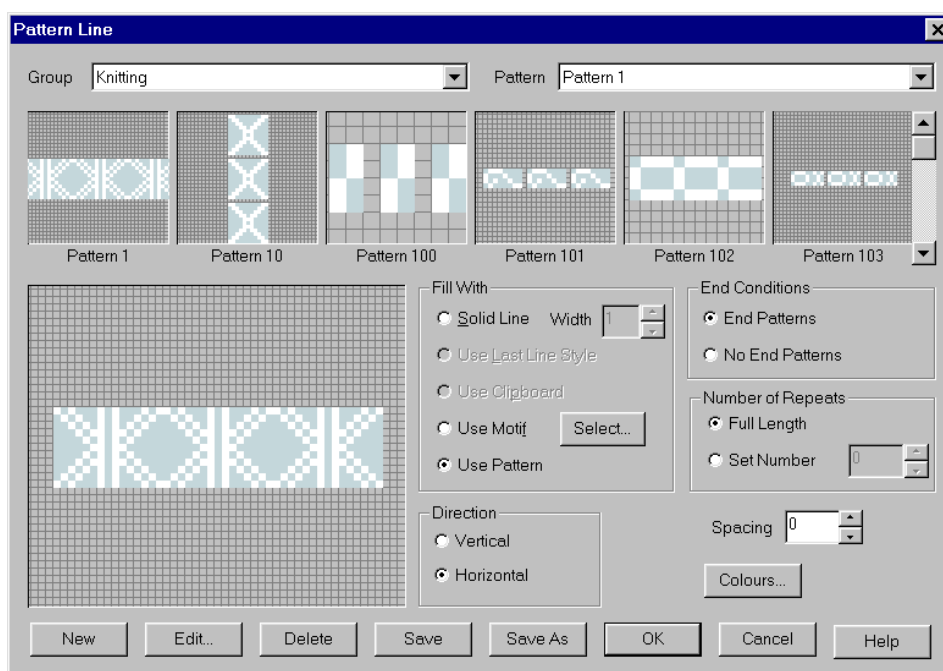 Pattern Line
Group Knitting Pattern Pattern 1
Pattern 1 Pattern 10 Pattern 100 Pattern 101 Pattern 102 Pattern 103
Fill With
Solid Line Width 1
Use Last Line Style
Use Clipboard
Use Motif Select...
Use Pattern
End Conditions
End Patterns
No End Patterns
Number of Repeats
Full Length
Set Number 0
Direction
Vertical
Horizontal
Spacing 0
Colours...
New Edit... Delete Save Save As OK Cancel Help